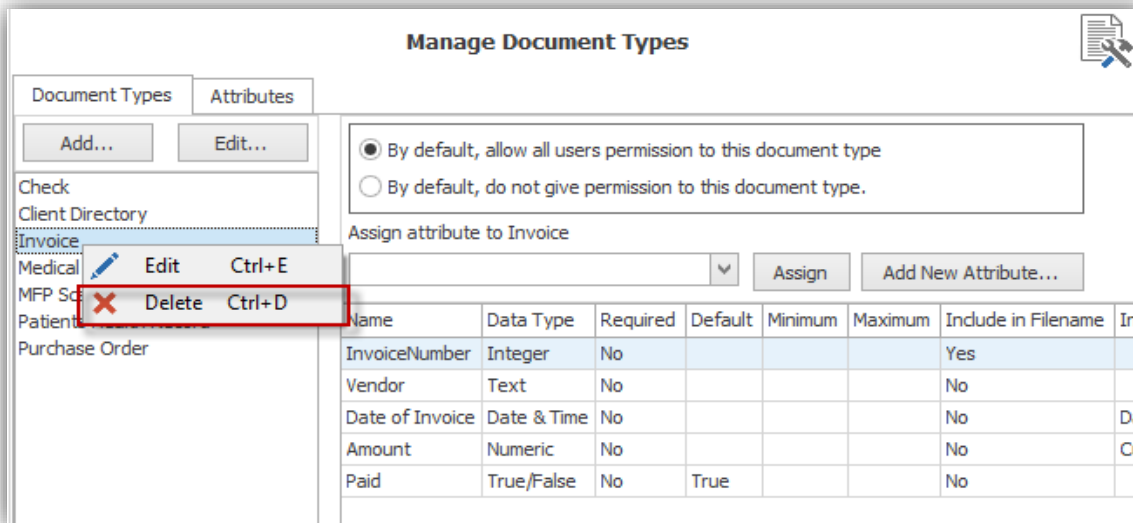 Manage Document Types
Document Types Attributes
Add... Edit...
By default, allow all users permission to this document type
By default, do not give permission to this document type.
Check
Client Directory
Invoice
Assign attribute to Invoice
Medical
Edit Ctrl+E
Assign Add New Attribute...
MFP
Delete Ctrl+D
Name Data Type Required Default Minimum Maximum Include in Filename
Purchase Order
InvoiceNumber Integer No Yes
Vendor Text No No
Date of Invoice Date & Time No No
Amount Numeric No No
Paid True/False No True No